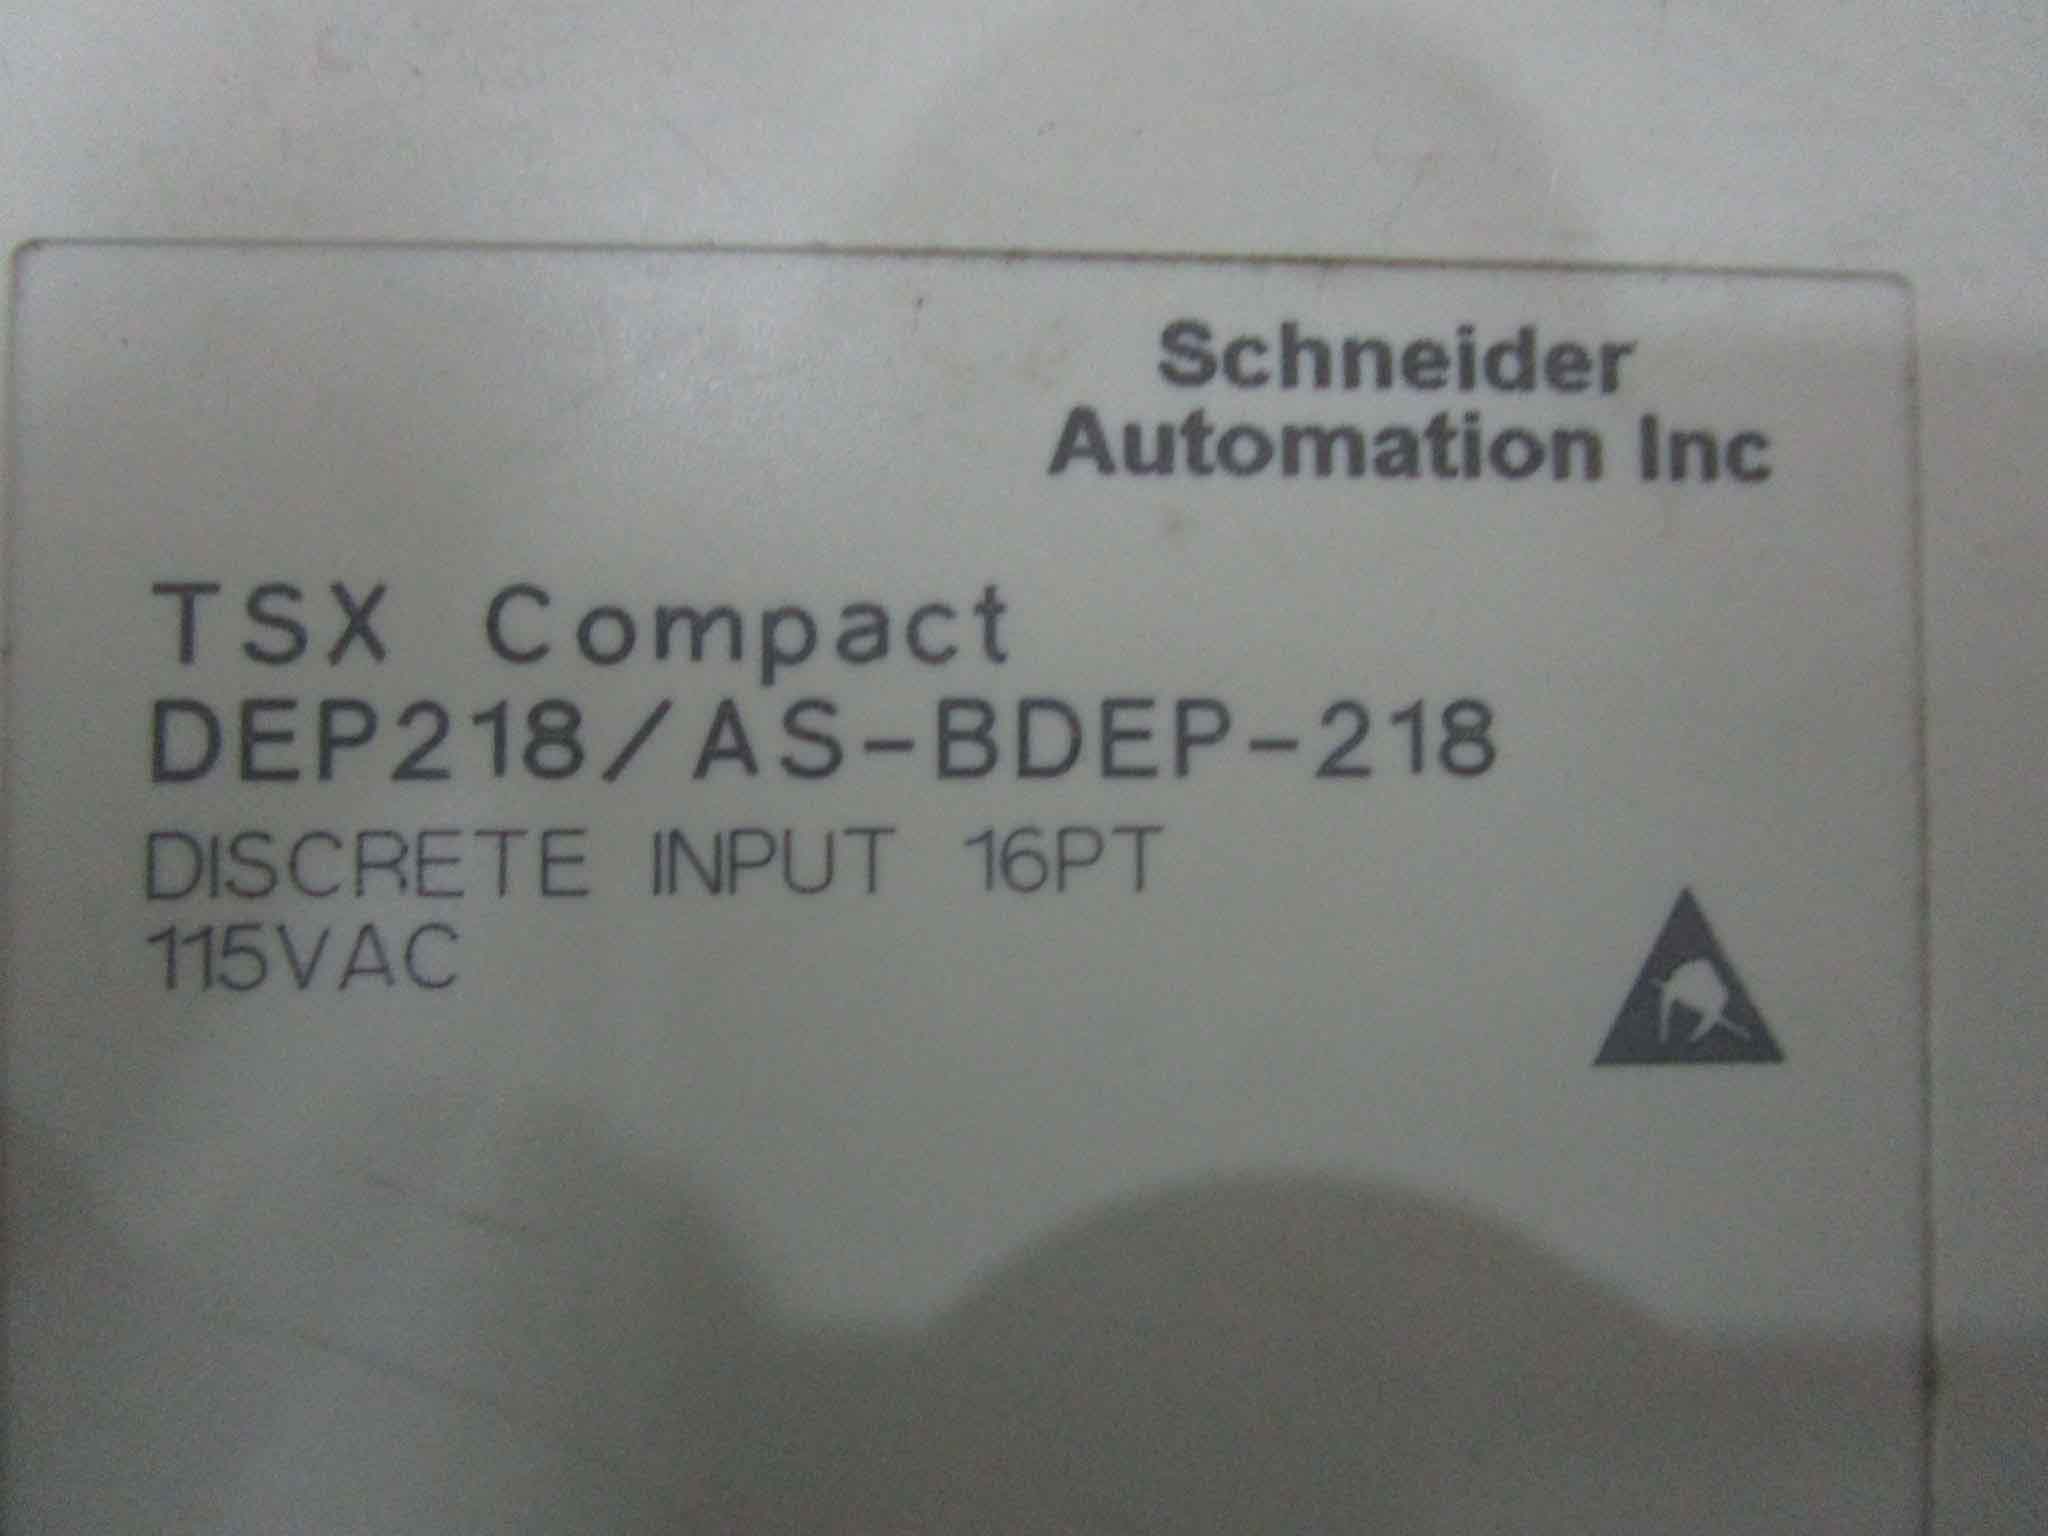 Schneider
Automation Inc
TSX Compact
DEP218/AS-BDEP-218
DISCRETE INPUT 16PT
115VAC